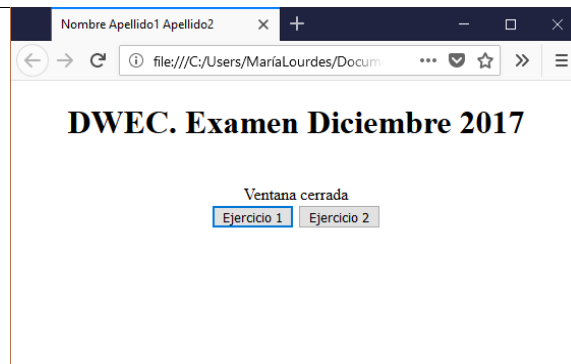 Nombre Apellido1 Apellido2
file:///C:/Users/MaríaLourdes/Docum
DWEC. Examen Diciembre 2017
Ventana cerrada
Ejercicio 1 Ejercicio 2